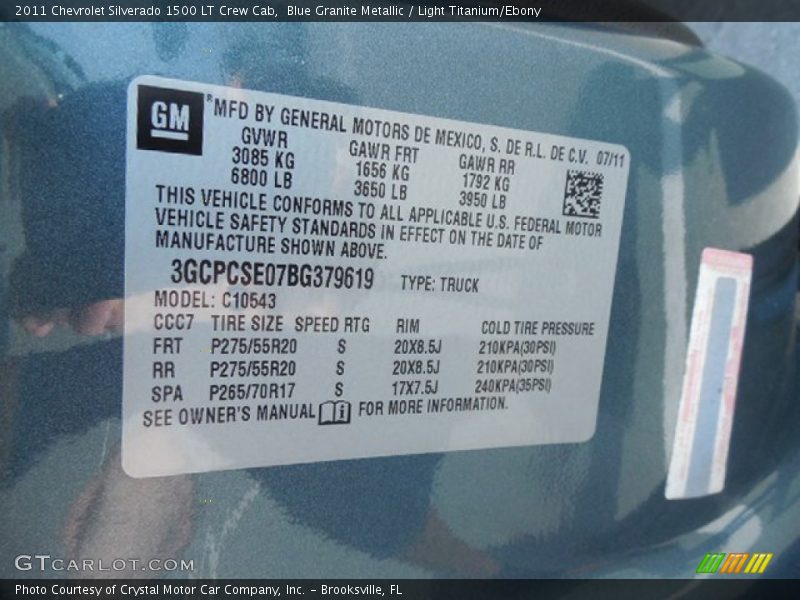 2011 Chevrolet Silverado 1500 LT Crew Cab, Blue Granite Metallic / Light Titanium/Ebony
GM ® MFD BY GENERAL MOTORS DE MEXICO, S. DE R.L. DE C.V. 07/11
GVWR GAWR FRT GAWR RR
3085 KG 1656 KG 1792 KG
6800 LB 3650 LB 3950 LB
THIS VEHICLE CONFORMS TO ALL APPLICABLE U.S. FEDERAL MOTOR
VEHICLE SAFETY STANDARDS IN EFFECT ON THE DATE OF
MANUFACTURE SHOWN ABOVE.
3GCPCSE07BG379619 TYPE: TRUCK
MODEL: C10543
CCC7 TIRE SIZE SPEED RTG RIM COLD TIRE PRESSURE
FRT P275/55R20 S 20X8.5J 210KPA(30PSI)
RR P275/55R20 S 20X8.5J 210KPA(30PSI)
SPA P265/70R17 S 17X7.5J 240KPA(35PSI)
SEE OWNER'S MANUAL FOR MORE INFORMATION.
GTCARLOT.COM
Photo Courtesy of Crystal Motor Car Company, Inc. – Brooksville, FL